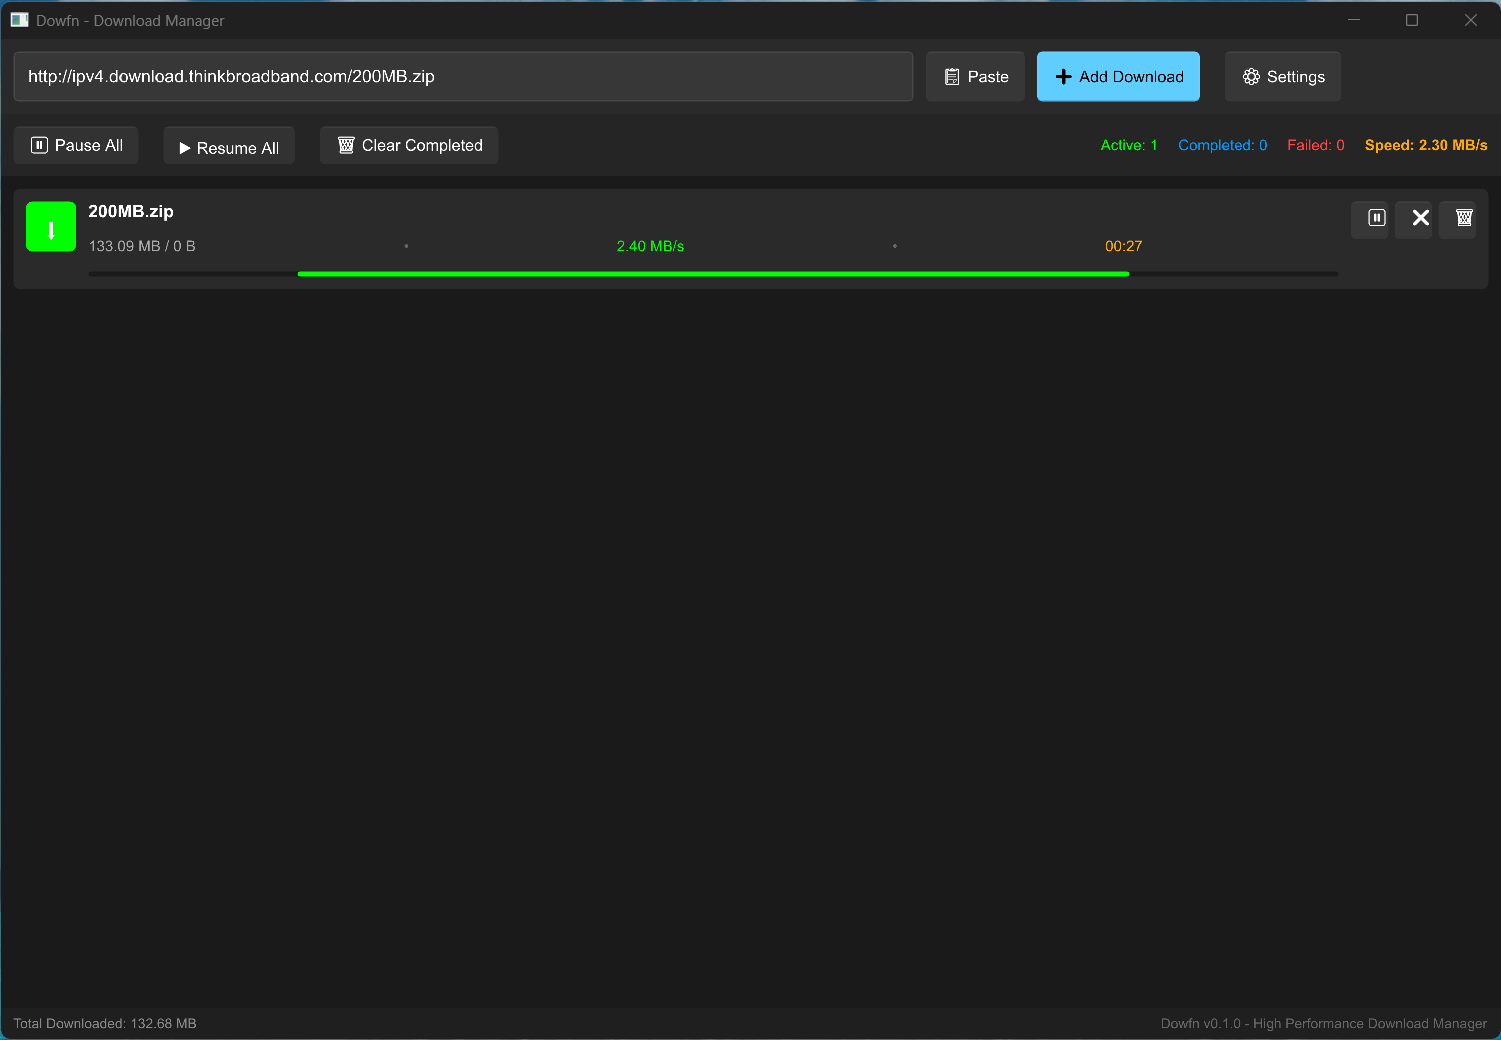 Dowfn - Download Manager
http://ipv4.download.thinkbroadband.com/200MB.zip
Paste
Add Download
Settings
Pause All
Resume All
Clear Completed
Active: 1
Completed: 0
Failed: 0
Speed: 2.30 MB/s
200MB.zip
133.09 MB / 0 B
•
2.40 MB/s
•
00:27
Total Downloaded: 132.68 MB
Dowfn v0.1.0 - High Performance Download Manager